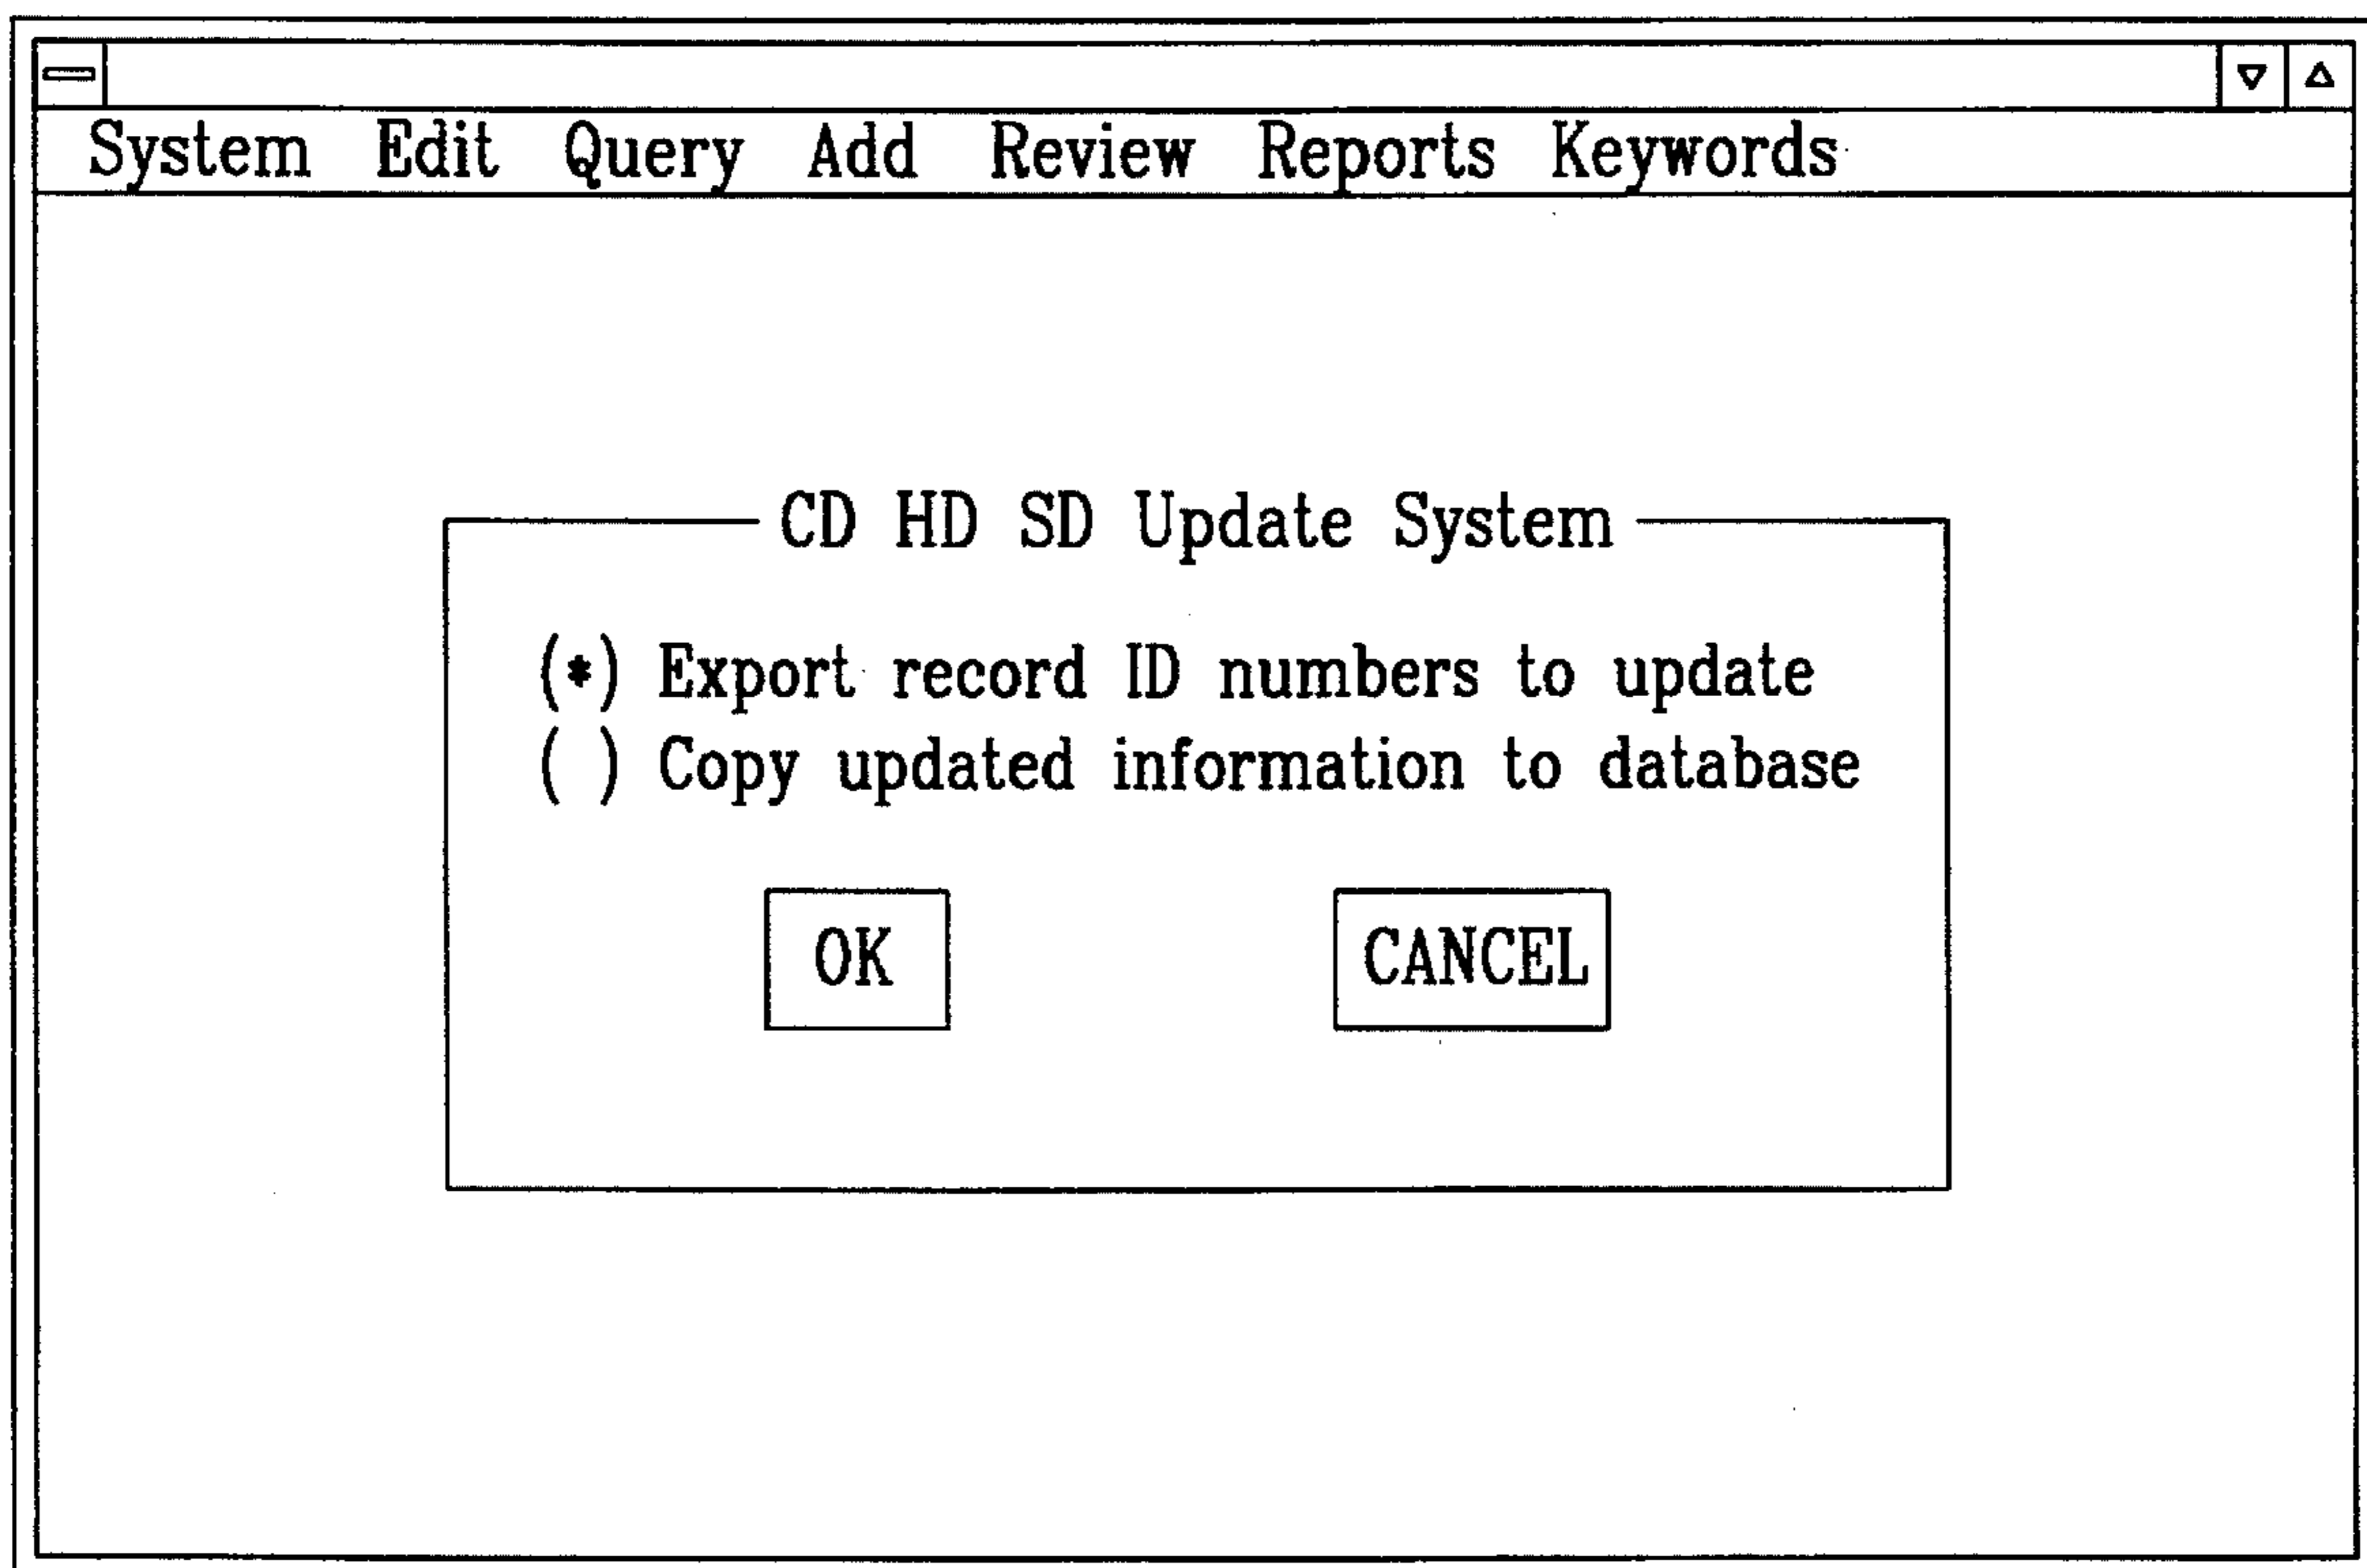 System Edit Query Add Review Reports Keywords
CD HD SD Update System
(*) Export record ID numbers to update
( ) Copy updated information to database
OK CANCEL